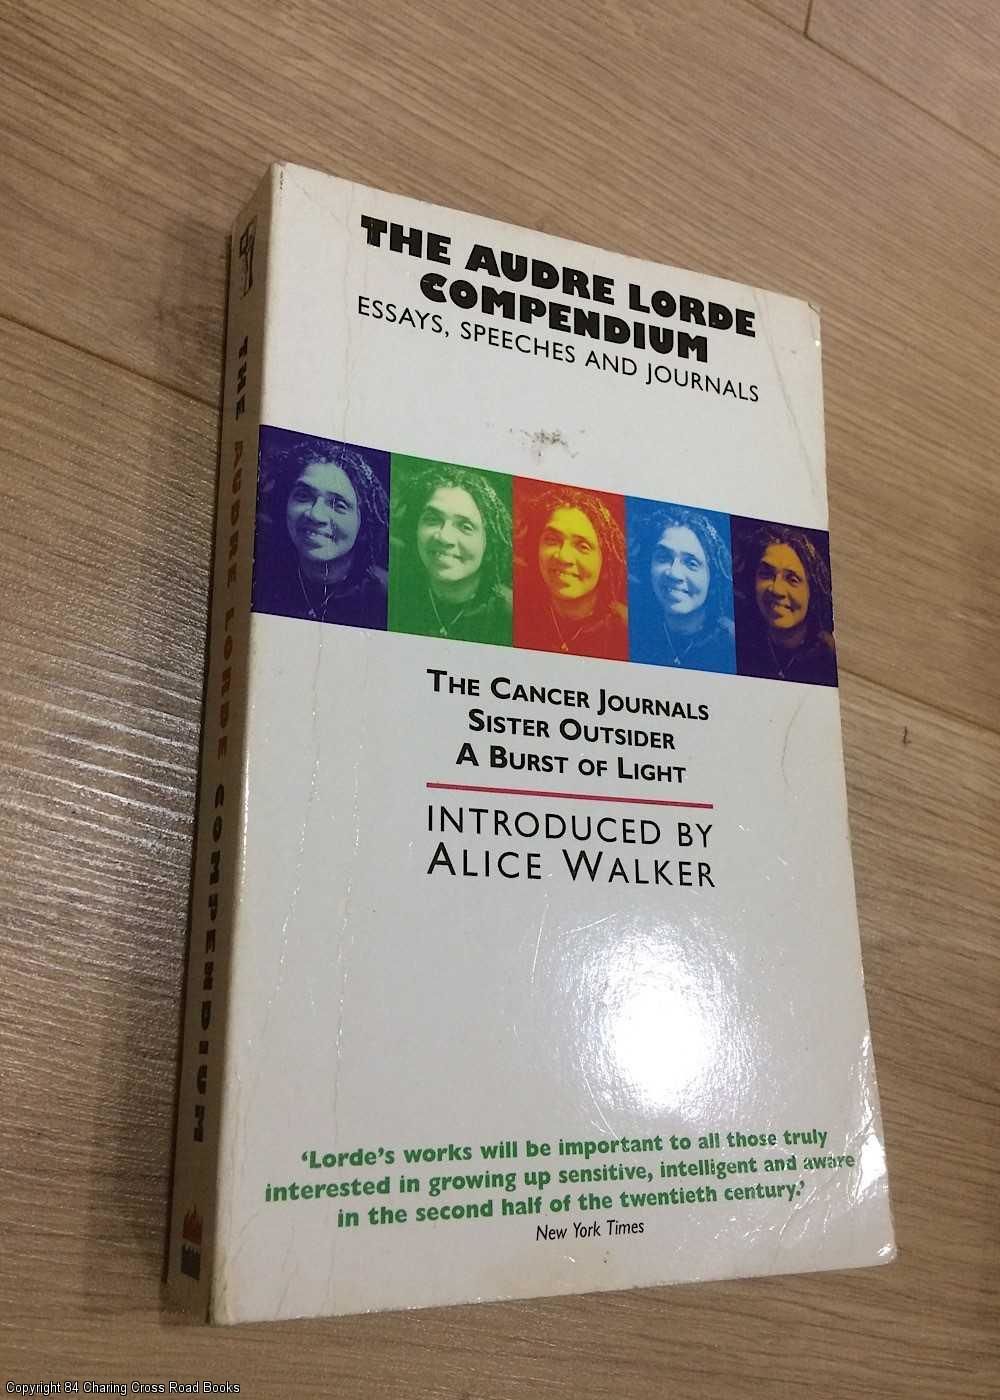 THE AUDRE LORDE
COMPENDIUM
ESSAYS, SPEECHES AND JOURNALS
THE CANCER JOURNALS
SISTER OUTSIDER
A BURST OF LIGHT
INTRODUCED BY
ALICE WALKER
‘Lorde’s works will be important to all those truly
interested in growing up sensitive, intelligent and aware
in the second half of the twentieth century.’
New York Times
THE AUDRE LORDE COMPENDIUM
Copyright 84 Charing Cross Road Books